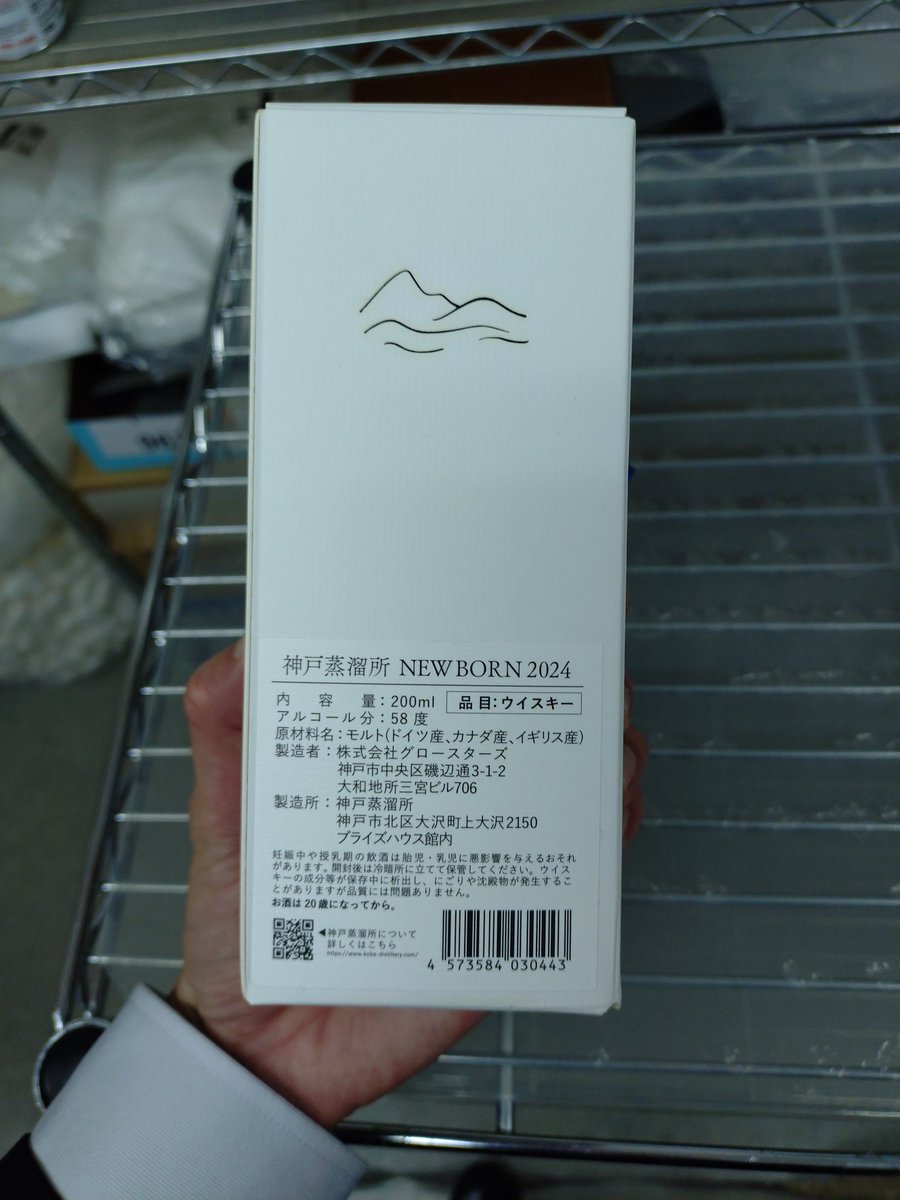 神戸蒸溜所 NEW BORN 2024
内容量:200ml 品目:ウイスキー
アルコール分:58度
原材料名:モルト(ドイツ産、カナダ産、イギリス産)
製造者:株式会社グロースターズ
神戸市中央区磯辺通3-1-2
大和地所三宮ビル706
製造所:神戸蒸溜所
神戸市北区大沢町上大沢2150
プライズハウス館内
妊娠中や授乳期の飲酒は胎児・乳児に悪影響を与えるおそれ
があります。開封後は冷暗所に立てて保管してください。ウイス
キーの成分等が保存中に析出し、にごりや沈殿物が発生するこ
とがありますが品質には問題ありません。
お酒は20歳になってから。
◀神戸蒸溜所について
詳しくはこちら
https://www.kobe-distillery.com/
4 573584 030443